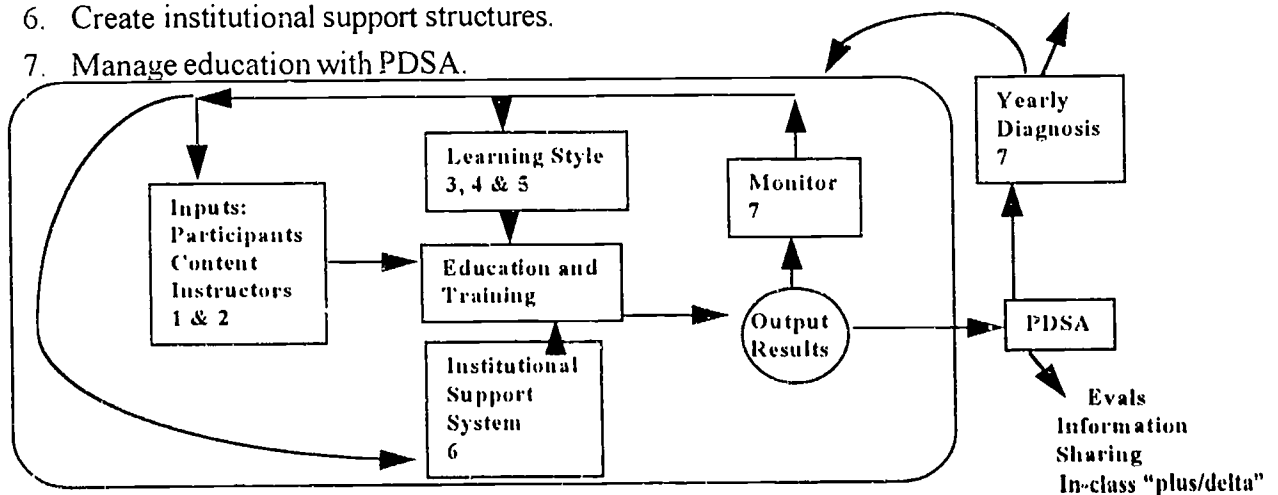 6. Create institutional support structures.
7. Manage education with PDSA.
Yearly
Diagnosis
7
Learning Style
3, 4 & 5
Monitor
7
Inputs:
Participants
Content
Instructors
1 & 2
Education and
Training
Output
Results
PDSA
Institutional
Support
System
6
Evals
Information
Sharing
In-class "plus/delta"